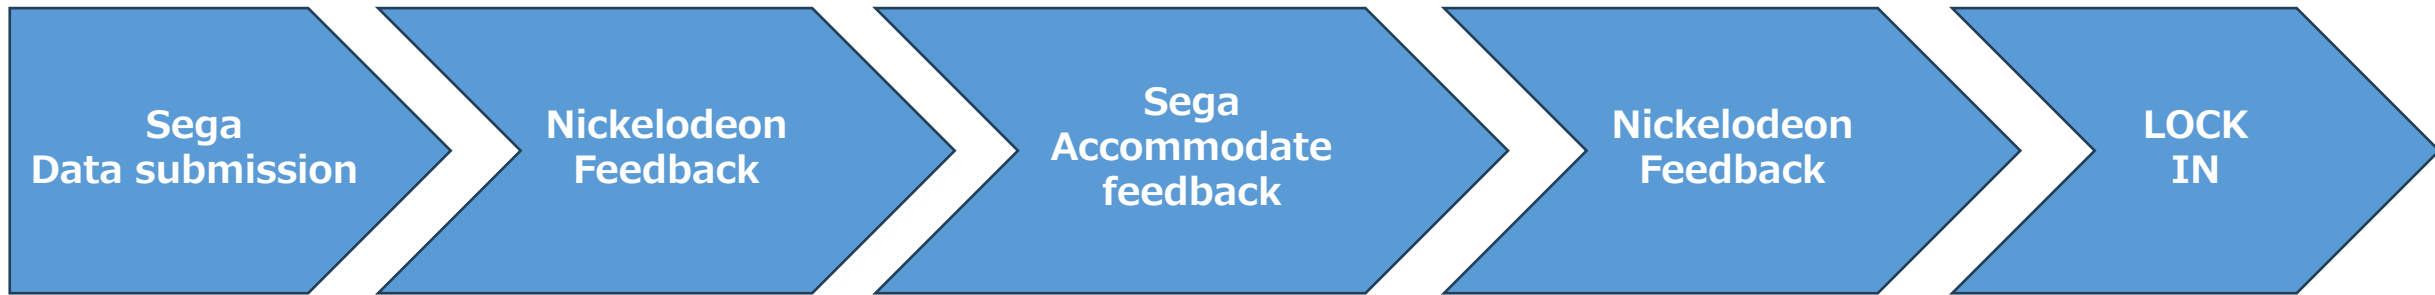 Sega
Data submission
Nickelodeon
Feedback
Sega
Accommodate
feedback
Nickelodeon
Feedback
LOCK
IN